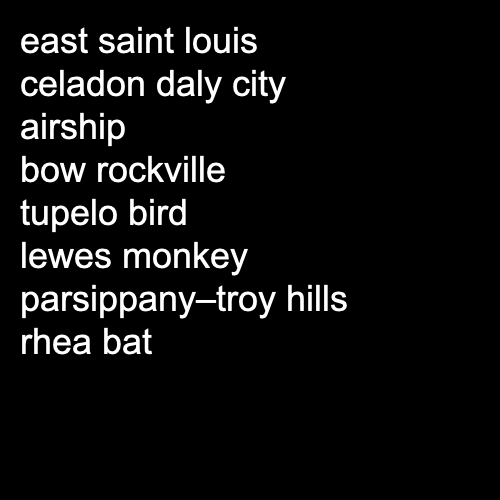 east saint louis
celadon daly city
airship
bow rockville
tupelo bird
lewes monkey
parsippany–troy hills
rhea bat